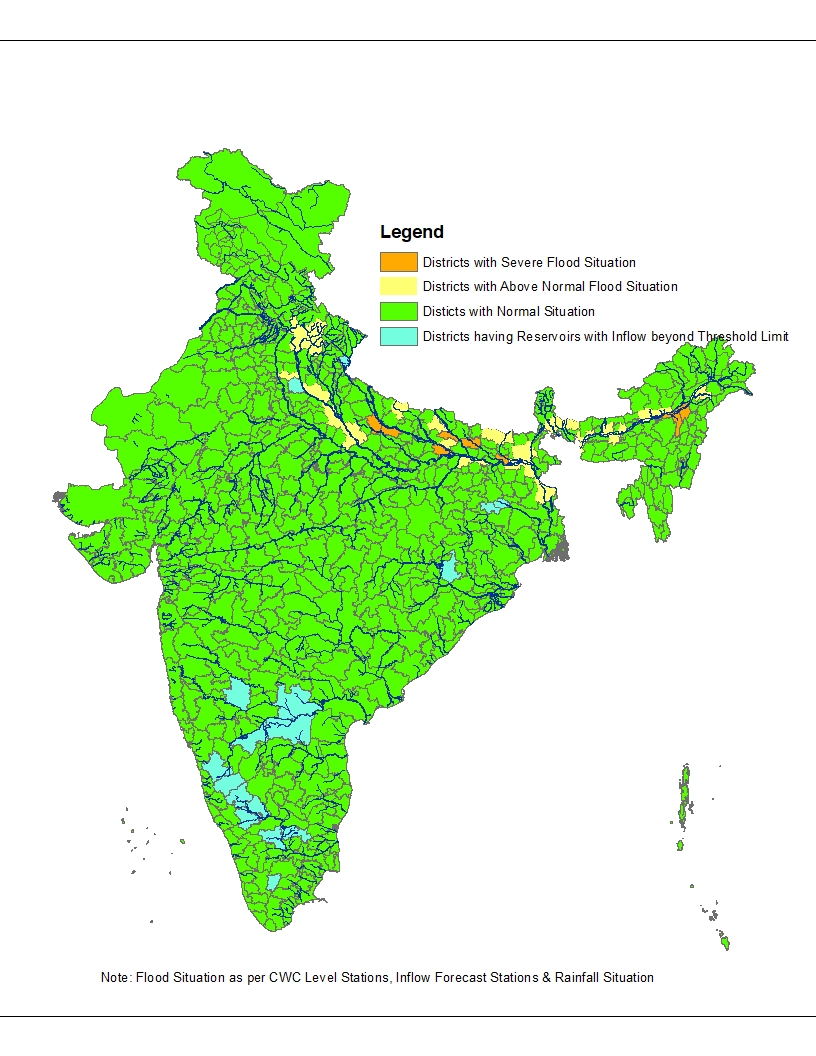 Legend
Districts with Severe Flood Situation
Districts with Above Normal Flood Situation
Disticts with Normal Situation
Districts having Reservoirs with Inflow beyond Threshold Limit
Note: Flood Situation as per CWC Level Stations, Inflow Forecast Stations & Rainfall Situation